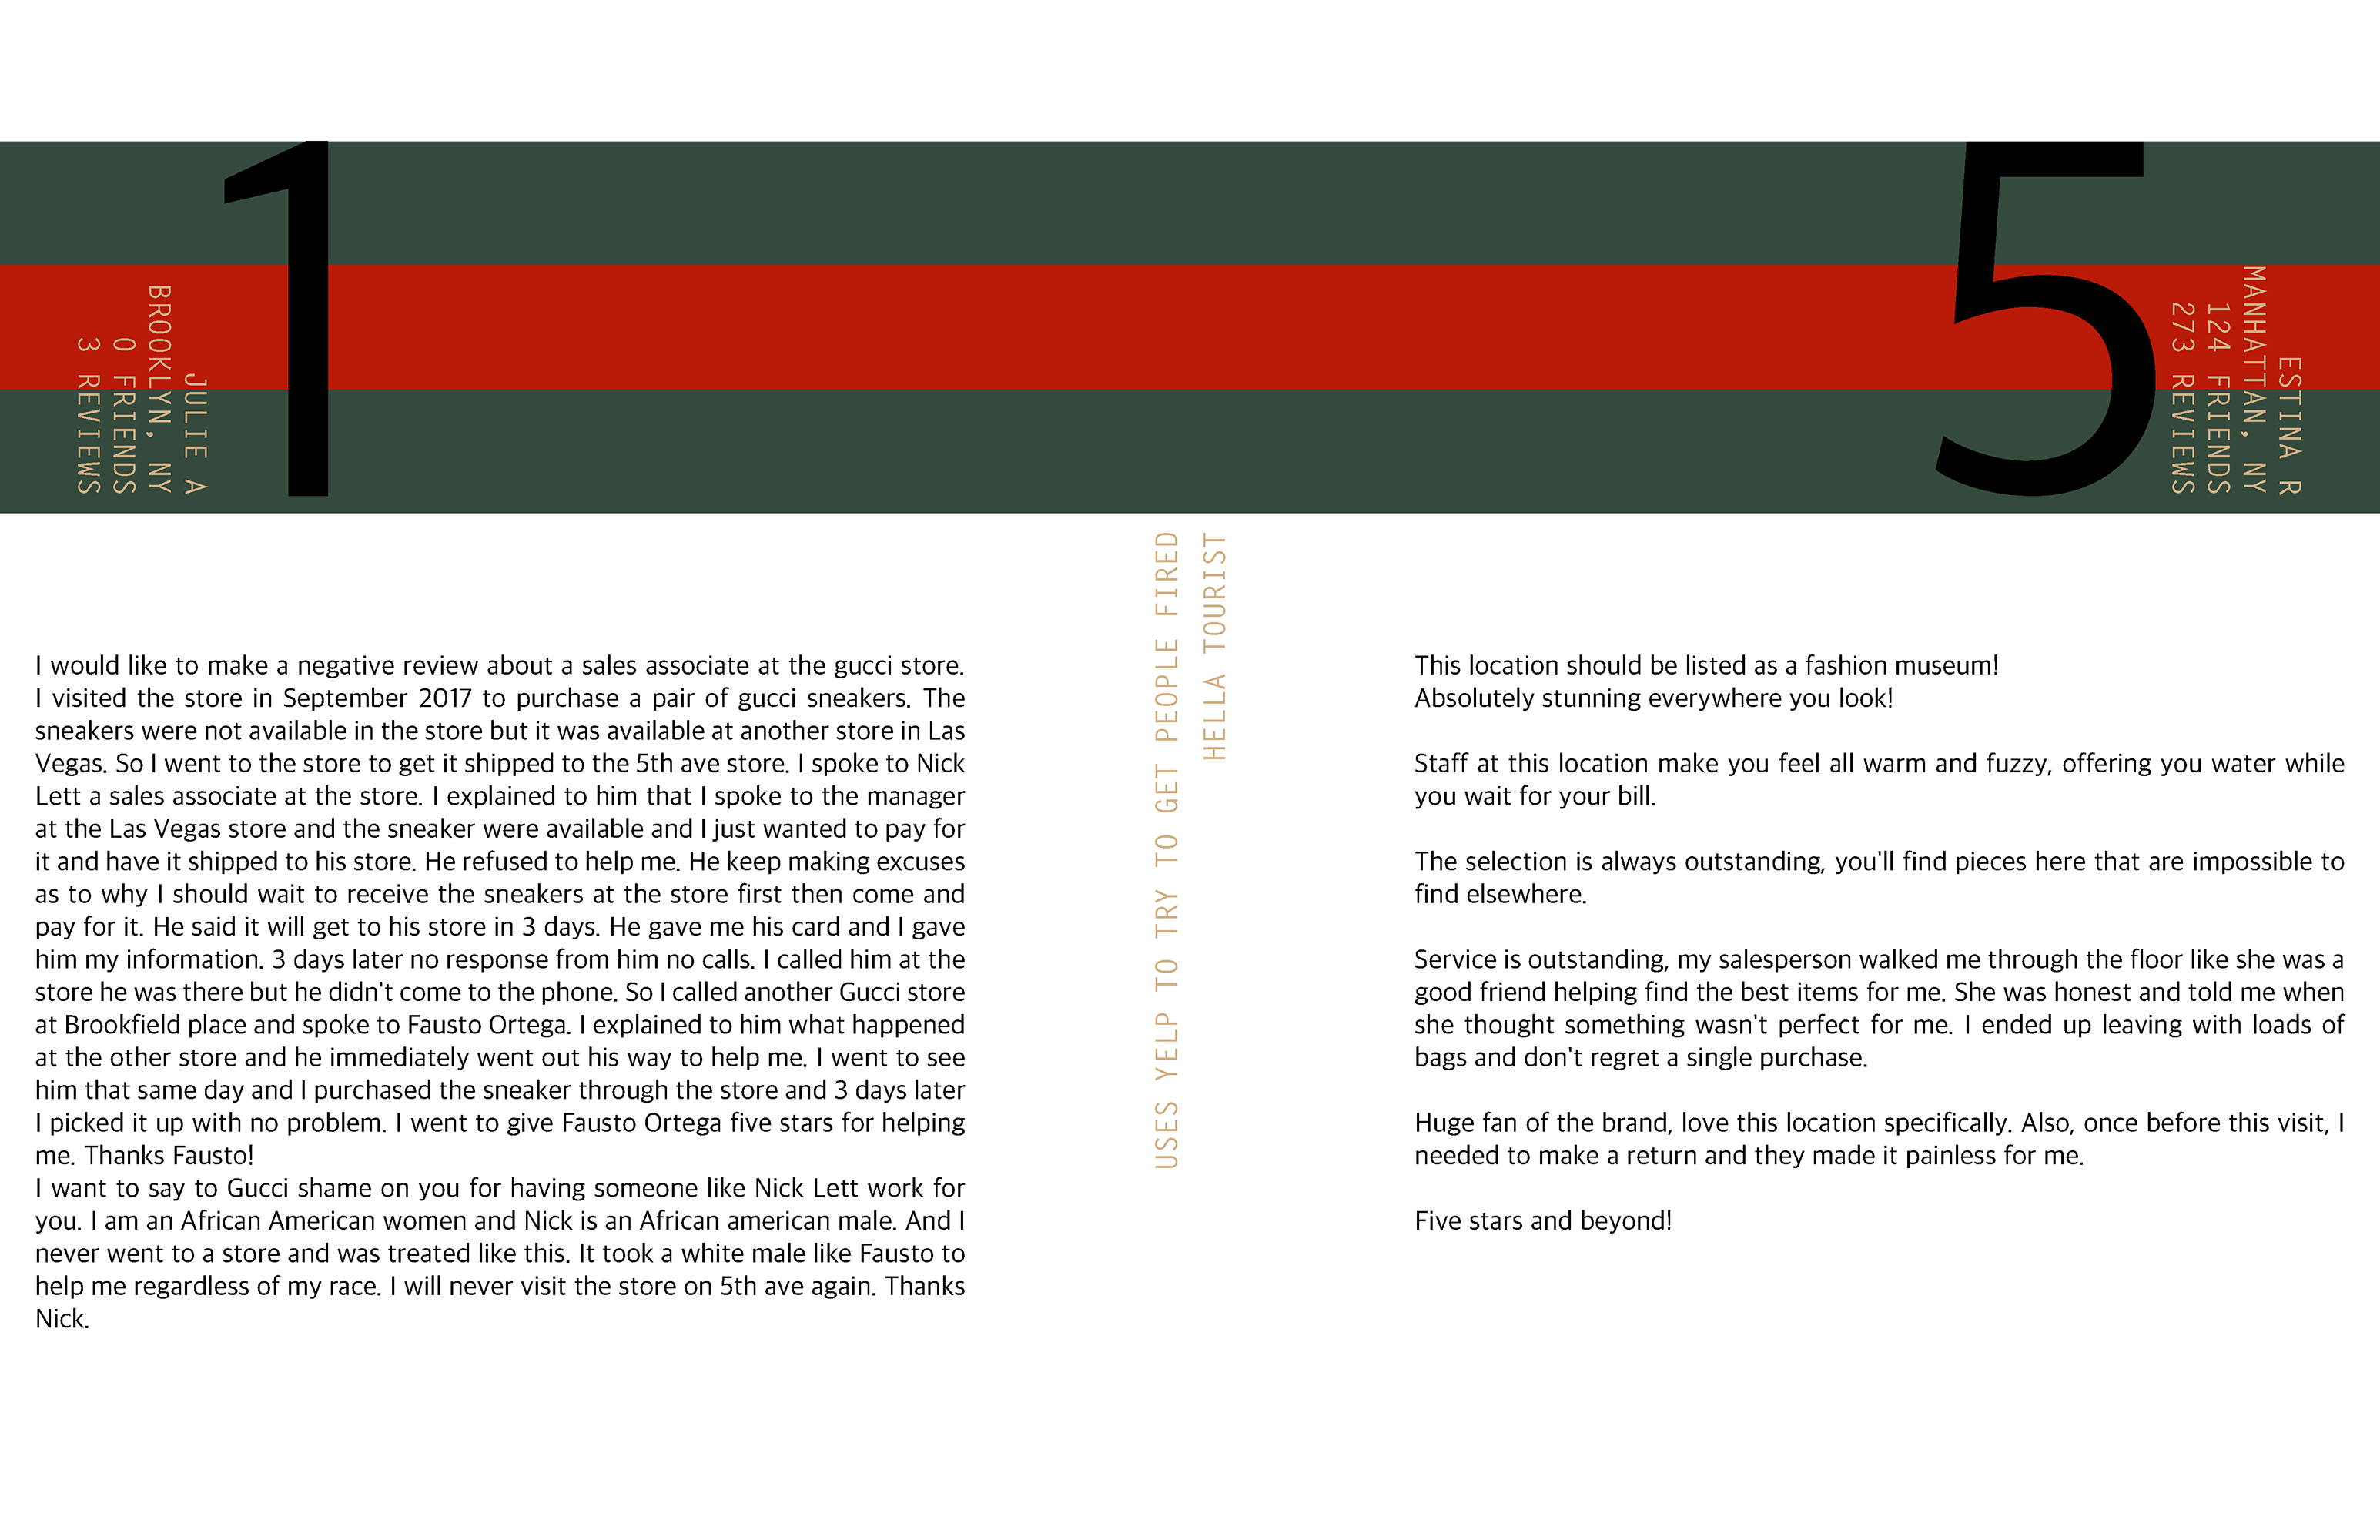 1
JULIE A
BROOKLYN, NY
0 FRIENDS
3 REVIEWS
I would like to make a negative review about a sales associate at the gucci store.
I visited the store in September 2017 to purchase a pair of gucci sneakers. The
sneakers were not available in the store but it was available at another store in Las
Vegas. So I went to the store to get it shipped to the 5th ave store. I spoke to Nick
Lett a sales associate at the store. I explained to him that I spoke to the manager
at the Las Vegas store and the sneaker were available and I just wanted to pay for
it and have it shipped to his store. He refused to help me. He keep making excuses
as to why I should wait to receive the sneakers at the store first then come and
pay for it. He said it will get to his store in 3 days. He gave me his card and I gave
him my information. 3 days later no response from him no calls. I called him at the
store he was there but he didn't come to the phone. So I called another Gucci store
at Brookfield place and spoke to Fausto Ortega. I explained to him what happened
at the other store and he immediately went out his way to help me. I went to see
him that same day and I purchased the sneaker through the store and 3 days later
I picked it up with no problem. I went to give Fausto Ortega five stars for helping
me. Thanks Fausto!
I want to say to Gucci shame on you for having someone like Nick Lett work for
you. I am an African American women and Nick is an African american male. And I
never went to a store and was treated like this. It took a white male like Fausto to
help me regardless of my race. I will never visit the store on 5th ave again. Thanks
Nick.
USES YELP TO TRY TO GET PEOPLE FIRED
HELLA TOURIST
5
ESTINA R
MANHATTAN, NY
124 FRIENDS
273 REVIEWS
This location should be listed as a fashion museum!
Absolutely stunning everywhere you look!
Staff at this location make you feel all warm and fuzzy, offering you water while
you wait for your bill.
The selection is always outstanding, you'll find pieces here that are impossible to
find elsewhere.
Service is outstanding, my salesperson walked me through the floor like she was a
good friend helping find the best items for me. She was honest and told me when
she thought something wasn't perfect for me. I ended up leaving with loads of
bags and don't regret a single purchase.
Huge fan of the brand, love this location specifically. Also, once before this visit, I
needed to make a return and they made it painless for me.
Five stars and beyond!